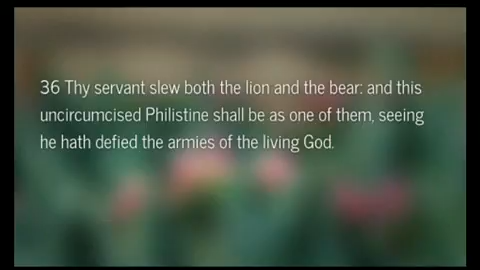 36 Thy servant slew both the lion and the bear: and this
uncircumcised Philistine shall be as one of them, seeing
he hath defied the armies of the living God.